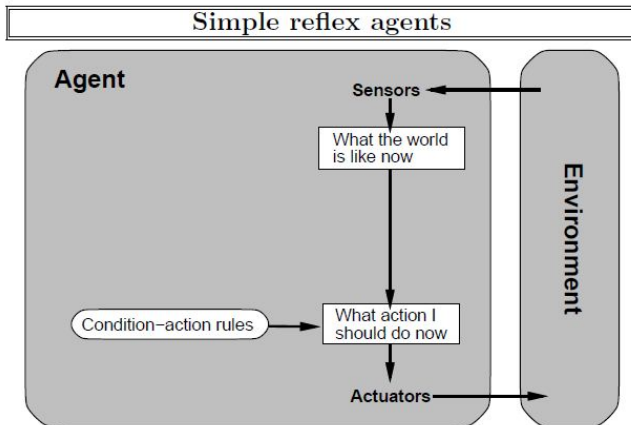 Simple reflex agents
Agent
Sensors
What the world
is like now
Condition−action rules
What action I
should do now
Actuators
Environment